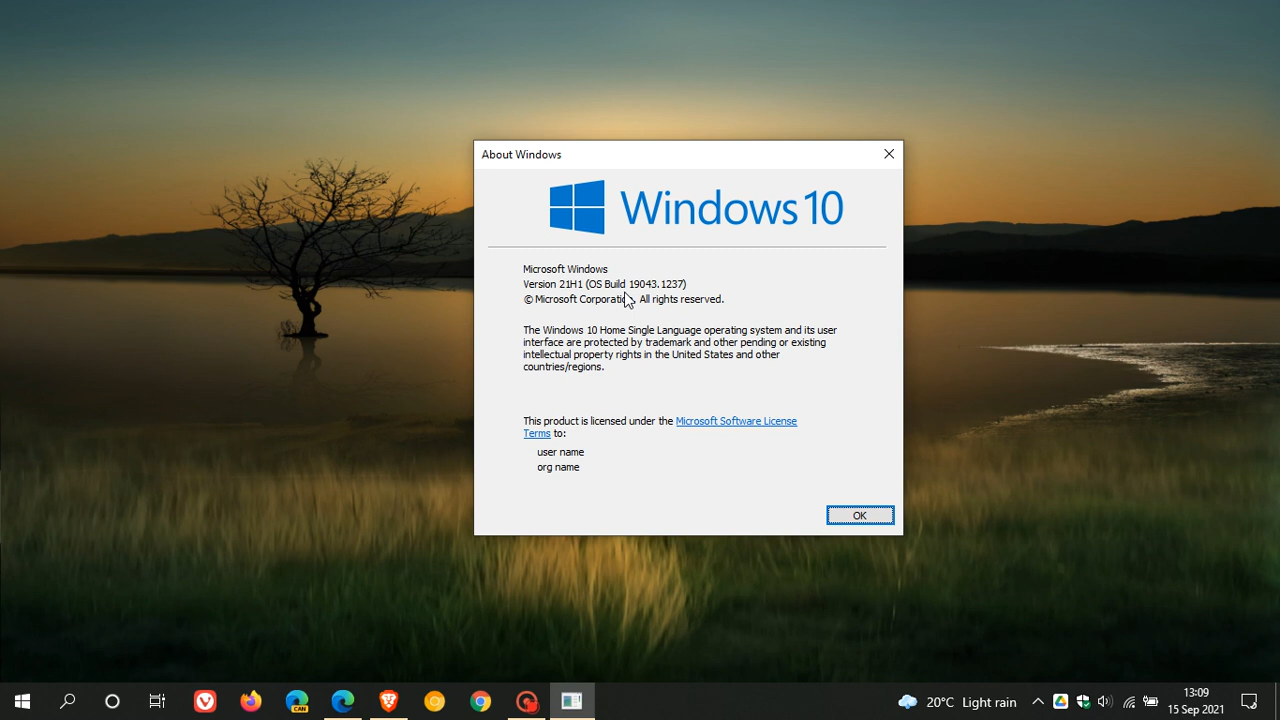 About Windows
Windows 10
Microsoft Windows
Version 21H1 (OS Build 19043.1237)
© Microsoft Corporation. All rights reserved.
The Windows 10 Home Single Language operating system and its user
interface are protected by trademark and other pending or existing
intellectual property rights in the United States and other
countries/regions.
This product is licensed under the Microsoft Software License
Terms to:
user name
org name
OK
CAN
20°C Light rain
13:09
15 Sep 2021